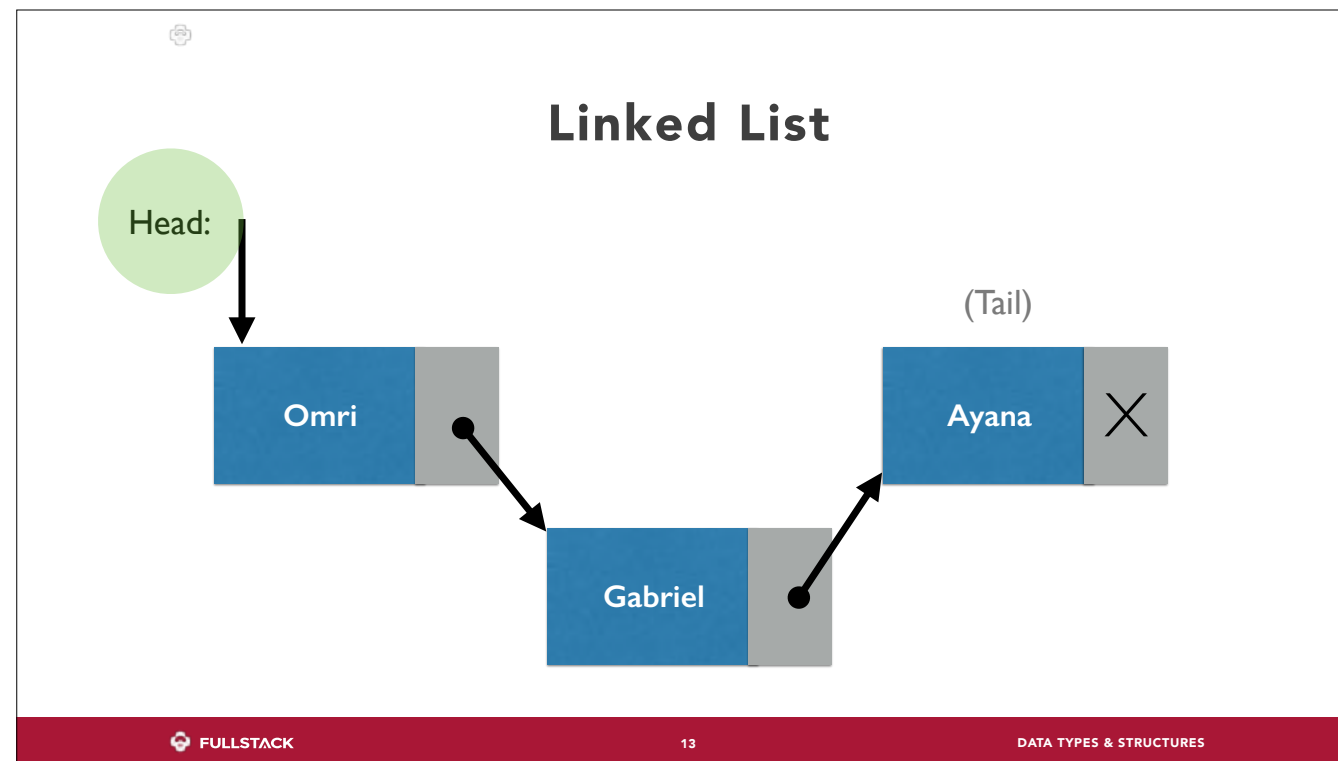 Linked List
Head:
(Tail)
Omri
Ayana
X
Gabriel
FULLSTACK
13
DATA TYPES & STRUCTURES